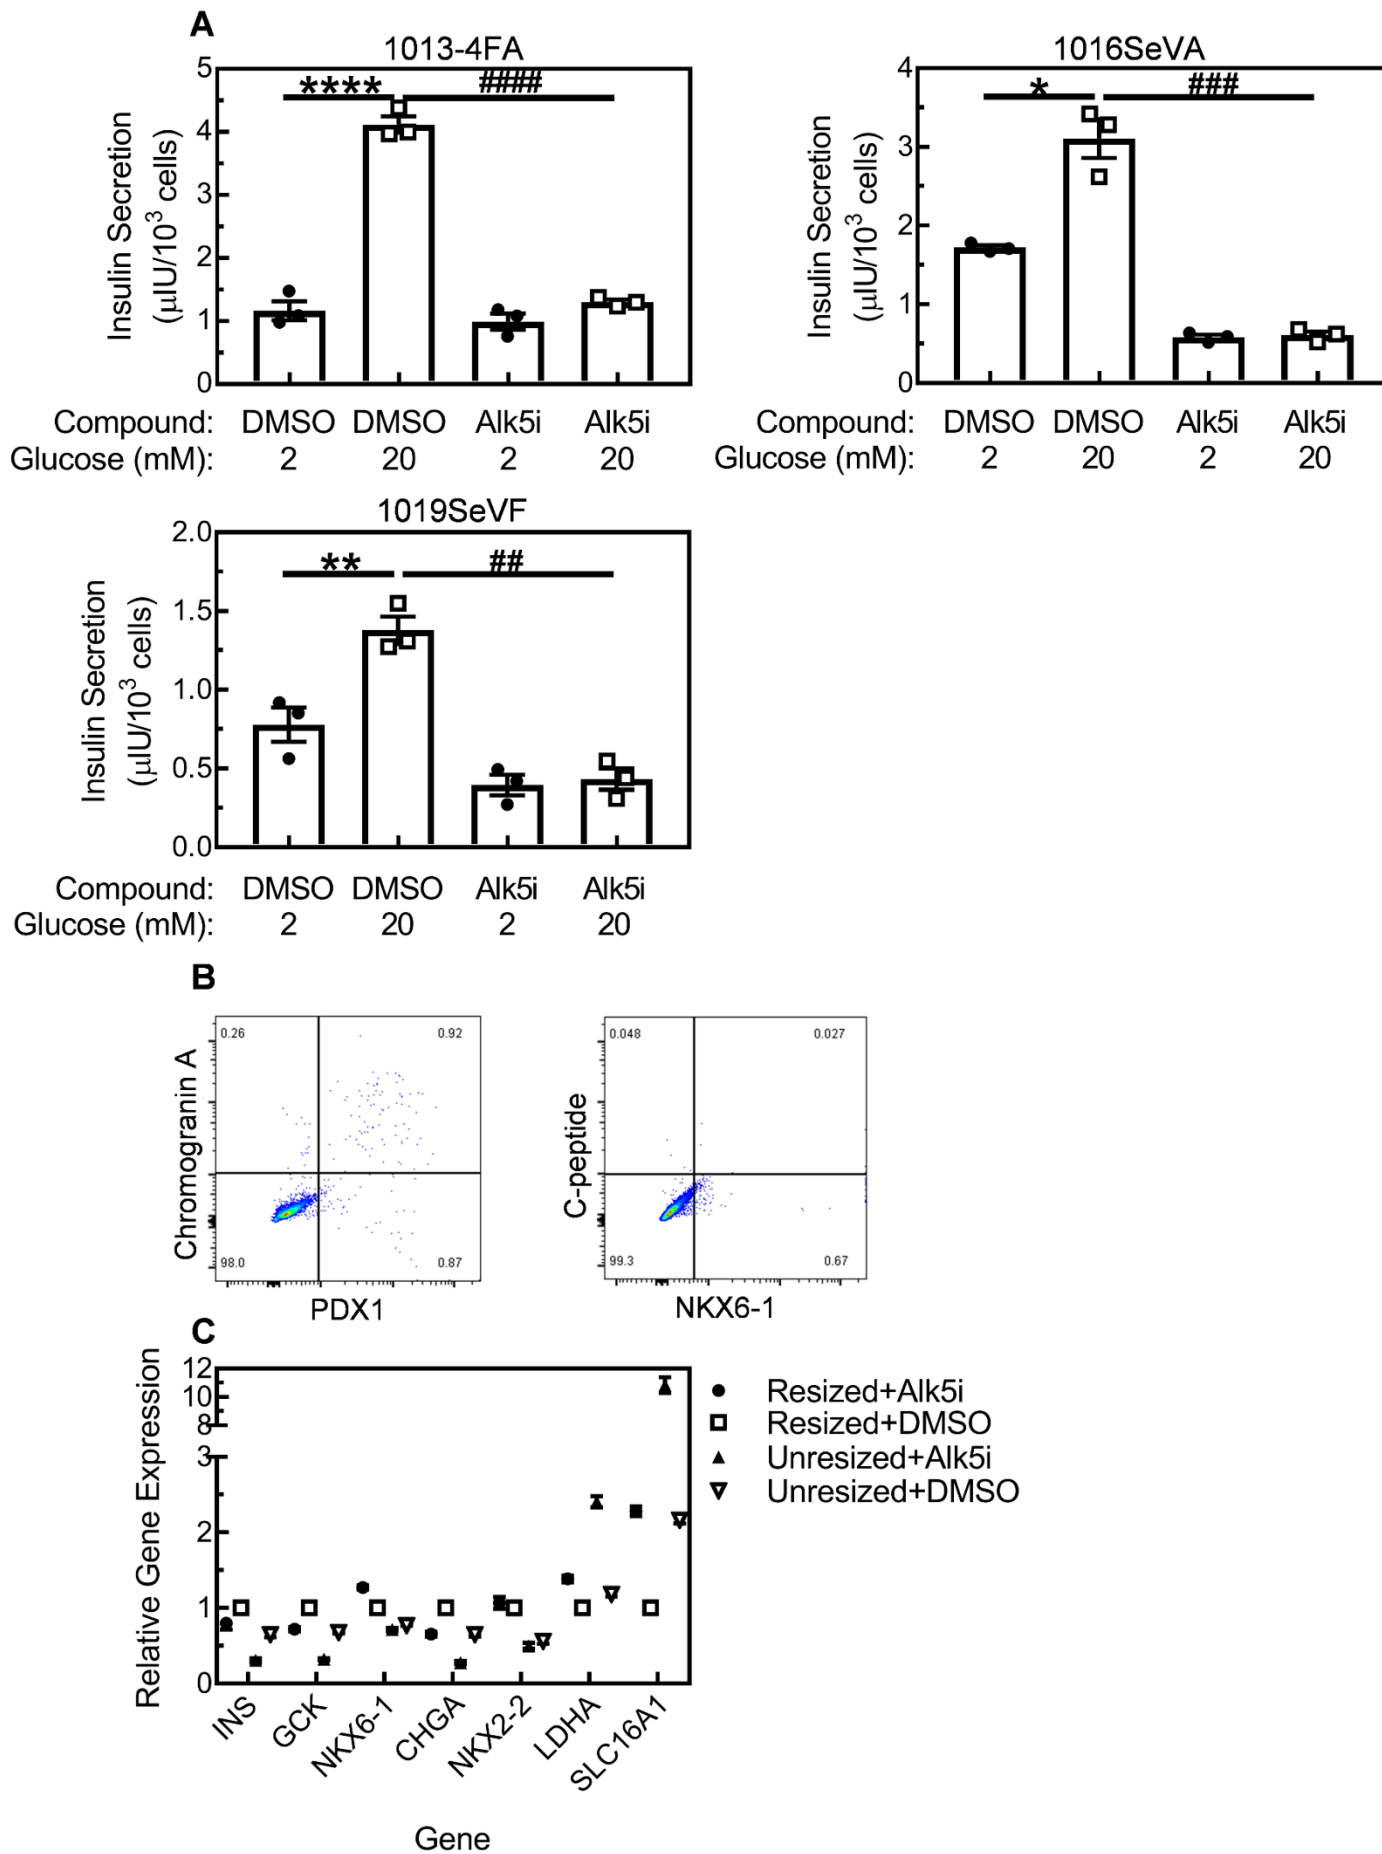 A
1013-4FA
5
4
3
2
1
0
Insulin Secretion
(μIU/10³ cells)
****
####
Compound: DMSO DMSO Alk5i Alk5i
Glucose (mM): 2 20 2 20
1016SeVA
4
3
2
1
0
Insulin Secretion
(μIU/10³ cells)
*
###
Compound: DMSO DMSO Alk5i Alk5i
Glucose (mM): 2 20 2 20
1019SeVF
2.0
1.5
1.0
0.5
0.0
Insulin Secretion
(μIU/10³ cells)
**
##
Compound: DMSO DMSO Alk5i Alk5i
Glucose (mM): 2 20 2 20
B
Chromogranin A
0.26 0.92
98.0 0.87
PDX1
C-peptide
0.048 0.027
99.3 0.67
NKX6-1
C
Relative Gene Expression
12
10
8
3
2
1
0
INS GCK NKX6-1 CHGA NKX2-2 LDHA SLC16A1
Gene
Resized+Alk5i
Resized+DMSO
Unresized+Alk5i
Unresized+DMSO